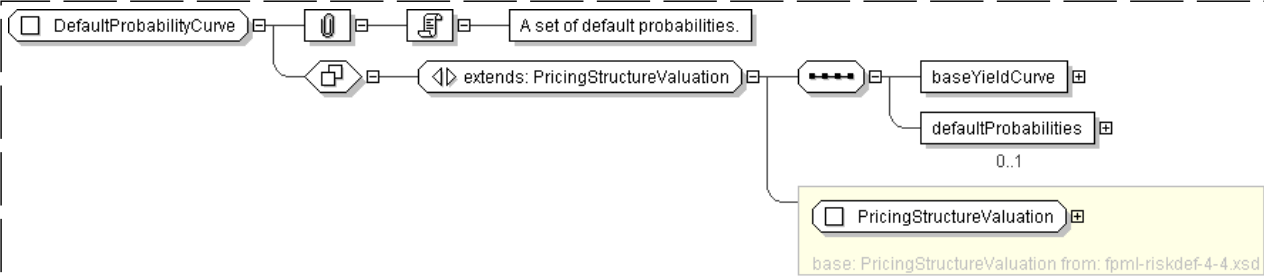 DefaultProbabilityCurve
A set of default probabilities.
extends: PricingStructureValuation
baseYieldCurve
defaultProbabilities
0..1
PricingStructureValuation
base: PricingStructureValuation from: fpml-riskdef-4-4.xsd